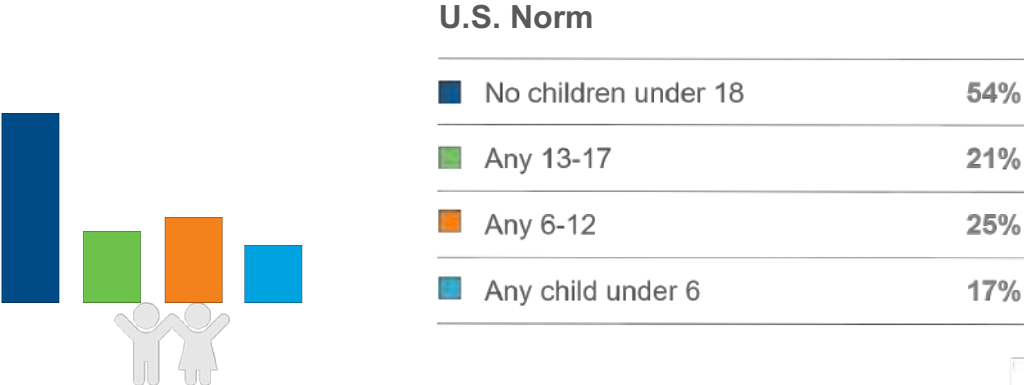 U.S. Norm
No children under 18 54%
Any 13-17 21%
Any 6-12 25%
Any child under 6 17%